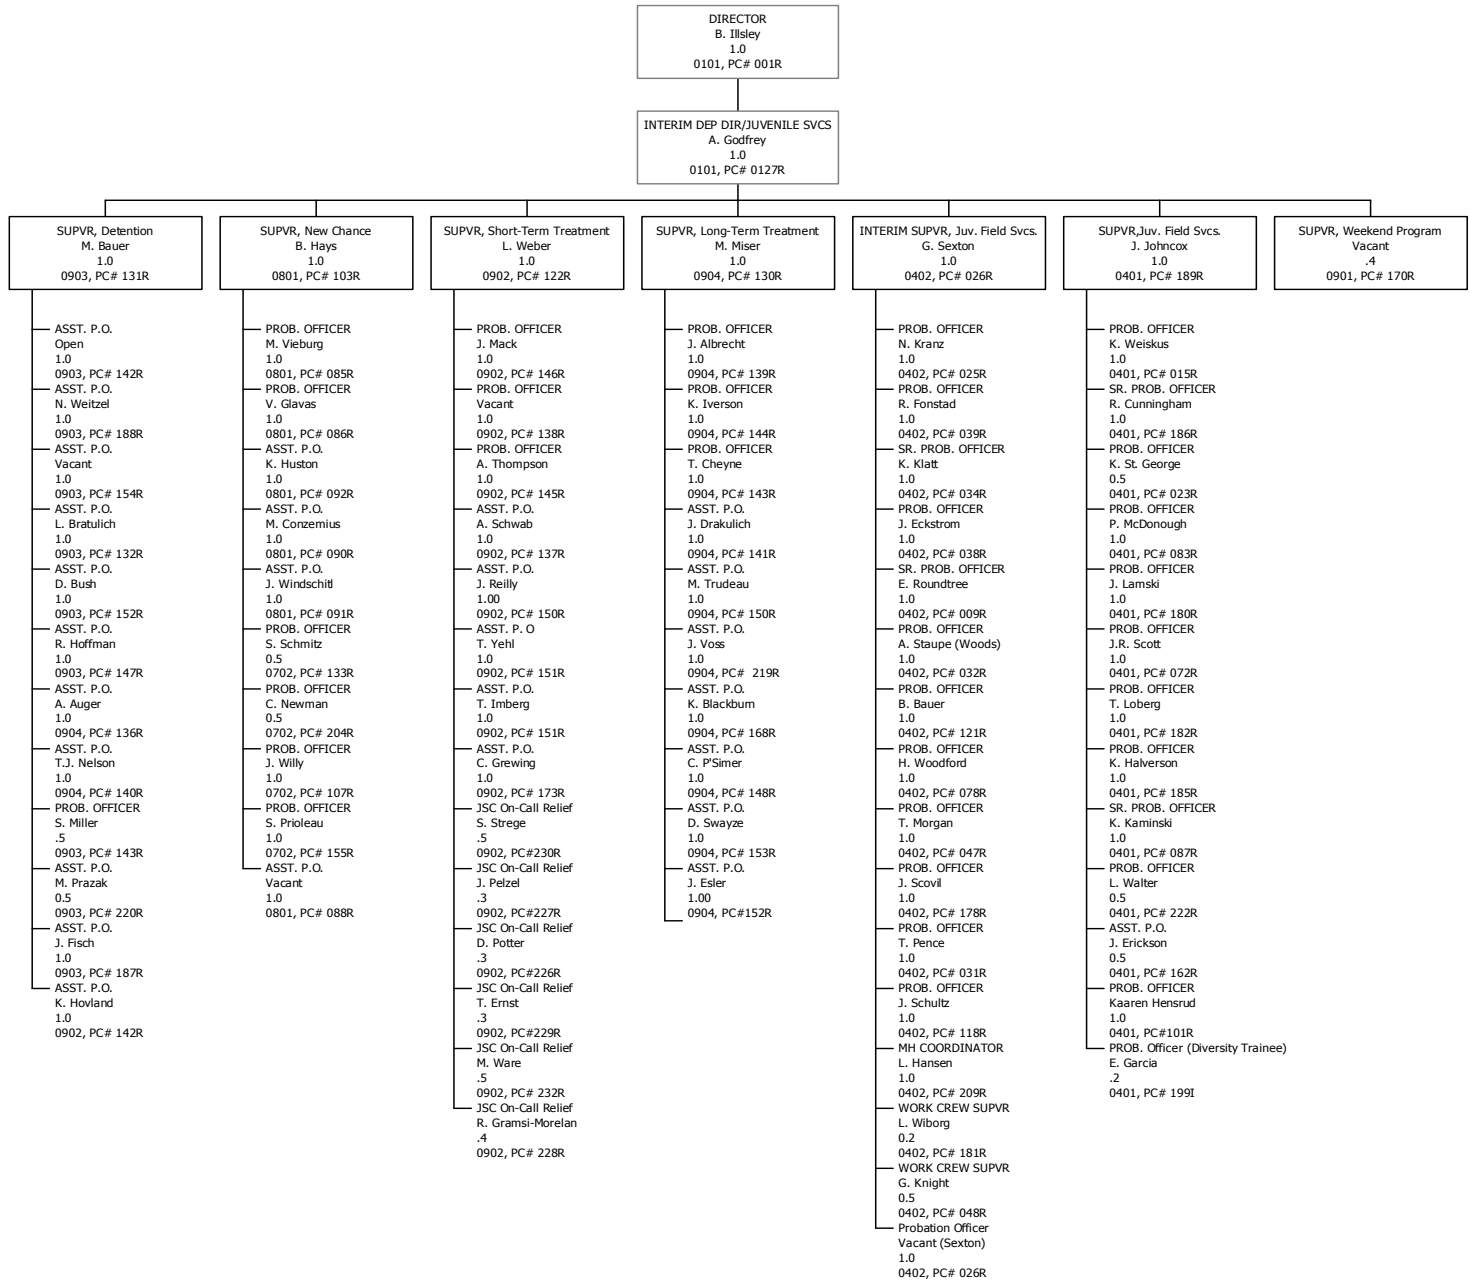 DIRECTOR
B. Illsley
1.0
0101, PC# 001R
INTERIM DEP DIR/JUVENILE SVCS
A. Godfrey
1.0
0101, PC# 0127R
SUPVR, Detention
M. Bauer
1.0
0903, PC# 131R
ASST. P.O.
Open
1.0
0903, PC# 142R
ASST. P.O.
N. Weitzel
1.0
0903, PC# 188R
ASST. P.O.
Vacant
1.0
0903, PC# 154R
ASST. P.O.
L. Bratulich
1.0
0903, PC# 132R
ASST. P.O.
D. Bush
1.0
0903, PC# 152R
ASST. P.O.
R. Hoffman
1.0
0903, PC# 147R
ASST. P.O.
A. Auger
1.0
0904, PC# 136R
ASST. P.O.
T.J. Nelson
1.0
0904, PC# 140R
PROB. OFFICER
S. Miller
.5
0903, PC# 143R
ASST. P.O.
M. Prazak
0.5
0903, PC# 220R
ASST. P.O.
J. Fisch
1.0
0903, PC# 187R
ASST. P.O.
K. Hovland
1.0
0902, PC# 142R
SUPVR, New Chance
B. Hays
1.0
0801, PC# 103R
PROB. OFFICER
M. Vieburg
1.0
0801, PC# 085R
PROB. OFFICER
V. Glavas
1.0
0801, PC# 086R
ASST. P.O.
K. Huston
1.0
0801, PC# 092R
ASST. P.O.
M. Conzemius
1.0
0801, PC# 090R
ASST. P.O.
J. Windschitl
1.0
0801, PC# 091R
PROB. OFFICER
S. Schmitz
0.5
0702, PC# 133R
PROB. OFFICER
C. Newman
0.5
0702, PC# 204R
PROB. OFFICER
J. Willy
1.0
0702, PC# 107R
PROB. OFFICER
S. Prioleau
1.0
0702, PC# 155R
ASST. P.O.
Vacant
1.0
0801, PC# 088R
SUPVR, Short-Term Treatment
L. Weber
1.0
0902, PC# 122R
PROB. OFFICER
J. Mack
1.0
0902, PC# 146R
PROB. OFFICER
Vacant
1.0
0902, PC# 138R
PROB. OFFICER
A. Thompson
1.0
0902, PC# 145R
ASST. P.O.
A. Schwab
1.0
0902, PC# 137R
ASST. P.O.
J. Reilly
1.00
0902, PC# 150R
ASST. P. O
T. Yehl
1.0
0902, PC# 151R
ASST. P.O.
T. Imberg
1.0
0902, PC# 151R
ASST. P.O.
C. Grewing
1.0
0902, PC# 173R
JSC On-Call Relief
S. Strege
.5
0902, PC#230R
JSC On-Call Relief
J. Pelzel
.3
0902, PC#227R
JSC On-Call Relief
D. Potter
.3
0902, PC#226R
JSC On-Call Relief
T. Ernst
.3
0902, PC#229R
JSC On-Call Relief
M. Ware
.5
0902, PC# 232R
JSC On-Call Relief
R. Gramsi-Morelan
.4
0902, PC# 228R
SUPVR, Long-Term Treatment
M. Miser
1.0
0904, PC# 130R
PROB. OFFICER
J. Albrecht
1.0
0904, PC# 139R
PROB. OFFICER
K. Iverson
1.0
0904, PC# 144R
PROB. OFFICER
T. Cheyne
1.0
0904, PC# 143R
ASST. P.O.
J. Drakulich
1.0
0904, PC# 141R
ASST. P.O.
M. Trudeau
1.0
0904, PC# 150R
ASST. P.O.
J. Voss
1.0
0904, PC# 219R
ASST. P.O.
K. Blackburn
1.0
0904, PC# 168R
ASST. P.O.
C. P'Simer
1.0
0904, PC# 148R
ASST. P.O.
D. Swayze
1.0
0904, PC# 153R
ASST. P.O.
J. Esler
1.00
0904, PC#152R
INTERIM SUPVR, Juv. Field Svcs.
G. Sexton
1.0
0402, PC# 026R
PROB. OFFICER
N. Kranz
1.0
0402, PC# 025R
PROB. OFFICER
R. Fonstad
1.0
0402, PC# 039R
SR. PROB. OFFICER
K. Klatt
1.0
0402, PC# 034R
PROB. OFFICER
J. Eckstrom
1.0
0402, PC# 038R
SR. PROB. OFFICER
E. Roundtree
1.0
0402, PC# 009R
PROB. OFFICER
A. Staupe (Woods)
1.0
0402, PC# 032R
PROB. OFFICER
B. Bauer
1.0
0402, PC# 121R
PROB. OFFICER
H. Woodford
1.0
0402, PC# 078R
PROB. OFFICER
T. Morgan
1.0
0402, PC# 047R
PROB. OFFICER
J. Scovil
1.0
0402, PC# 178R
PROB. OFFICER
T. Pence
1.0
0402, PC# 031R
PROB. OFFICER
J. Schultz
1.0
0402, PC# 118R
MH COORDINATOR
L. Hansen
1.0
0402, PC# 209R
WORK CREW SUPVR
L. Wiborg
0.2
0402, PC# 181R
WORK CREW SUPVR
G. Knight
0.5
0402, PC# 048R
Probation Officer
Vacant (Sexton)
1.0
0402, PC# 026R
SUPVR,Juv. Field Svcs.
J. Johncox
1.0
0401, PC# 189R
PROB. OFFICER
K. Weiskus
1.0
0401, PC# 015R
SR. PROB. OFFICER
R. Cunningham
1.0
0401, PC# 186R
PROB. OFFICER
K. St. George
0.5
0401, PC# 023R
PROB. OFFICER
P. McDonough
1.0
0401, PC# 083R
PROB. OFFICER
J. Lamski
1.0
0401, PC# 180R
PROB. OFFICER
J.R. Scott
1.0
0401, PC# 072R
PROB. OFFICER
T. Loberg
1.0
0401, PC# 182R
PROB. OFFICER
K. Halverson
1.0
0401, PC# 185R
SR. PROB. OFFICER
K. Kaminski
1.0
0401, PC# 087R
PROB. OFFICER
L. Walter
0.5
0401, PC# 222R
ASST. P.O.
J. Erickson
0.5
0401, PC# 162R
PROB. OFFICER
Kaaren Hensrud
1.0
0401, PC#101R
PROB. Officer (Diversity Trainee)
E. Garcia
.2
0401, PC# 199I
SUPVR, Weekend Program
Vacant
.4
0901, PC# 170R